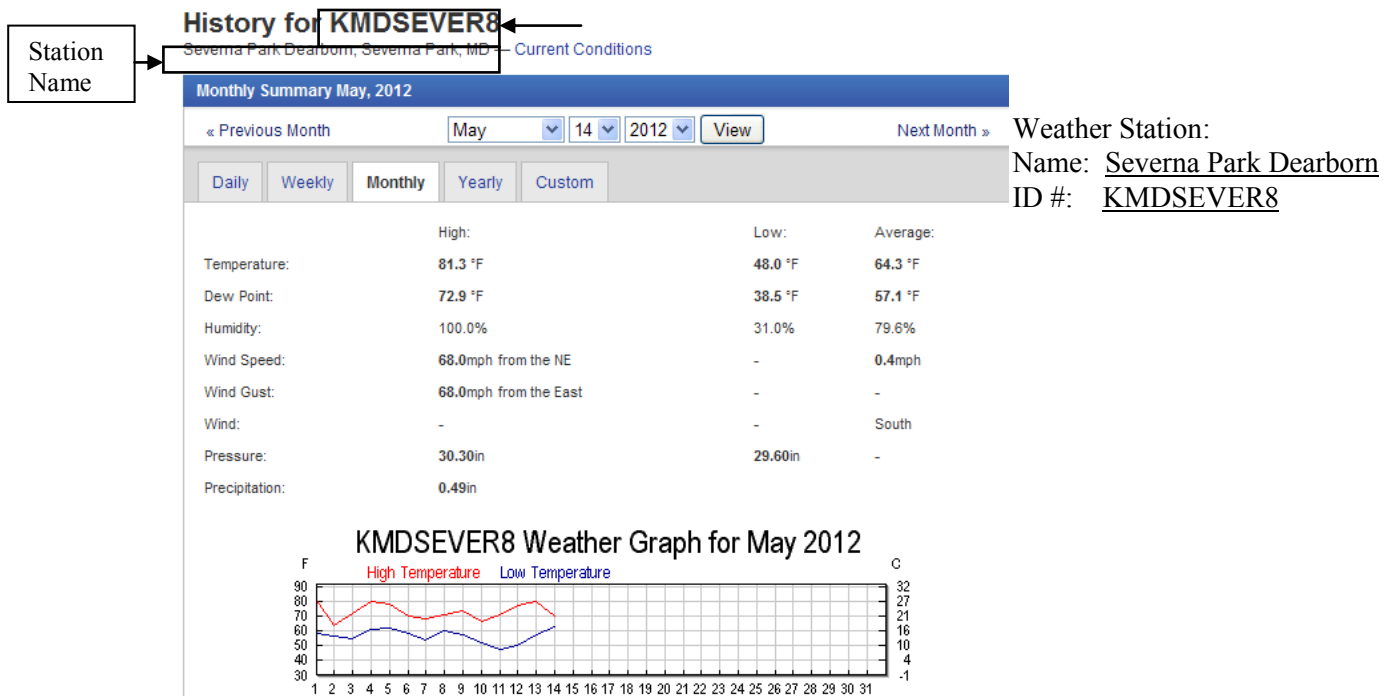 History for KMDSEVER8
Station
Name
Severna Park Dearborn, Severna Park, MD — Current Conditions
Monthly Summary May, 2012
« Previous Month May 14 2012 View Next Month »
Weather Station:
Name: Severna Park Dearborn
ID #: KMDSEVER8
Daily Weekly Monthly Yearly Custom
High: Low: Average:
Temperature: 81.3 °F 48.0 °F 64.3 °F
Dew Point: 72.9 °F 38.5 °F 57.1 °F
Humidity: 100.0% 31.0% 79.6%
Wind Speed: 68.0mph from the NE - 0.4mph
Wind Gust: 68.0mph from the East - -
Wind: - - South
Pressure: 30.30in 29.60in -
Precipitation: 0.49in
KMDSEVER8 Weather Graph for May 2012
F High Temperature Low Temperature C
90 32
80 27
70 21
60 16
50 10
40 4
30 -1
1 2 3 4 5 6 7 8 9 10 11 12 13 14 15 16 17 18 19 20 21 22 23 24 25 26 27 28 29 30 31